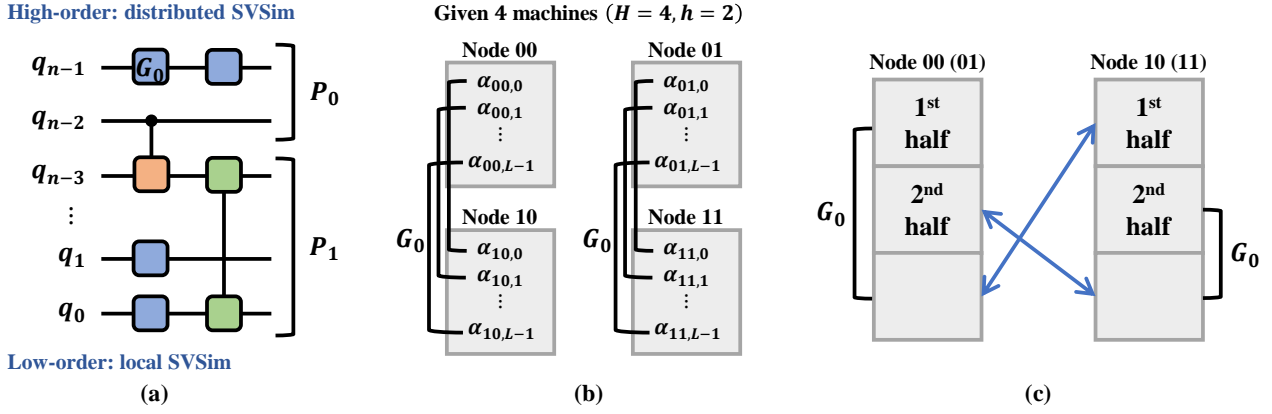 High-order: distributed SVSim
q_{n−1}
G_0
P_0
q_{n−2}
q_{n−3}
⋮
P_1
q_1
q_0
Low-order: local SVSim
(a)
Given 4 machines (H = 4, h = 2)
Node 00
α_{00,0}
α_{00,1}
⋮
α_{00,L−1}
Node 01
α_{01,0}
α_{01,1}
⋮
α_{01,L−1}
G_0
G_0
Node 10
α_{10,0}
α_{10,1}
⋮
α_{10,L−1}
Node 11
α_{11,0}
α_{11,1}
⋮
α_{11,L−1}
(b)
Node 00 (01)
1st
half
2nd
half
G_0
Node 10 (11)
1st
half
2nd
half
G_0
(c)